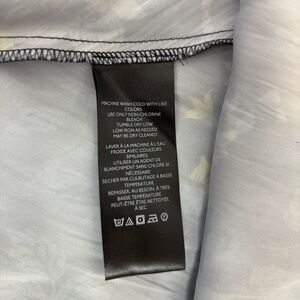 MACHINE WASH COLD WITH LIKE
COLORS
USE ONLY NON-CHLORINE
BLEACH
TUMBLE DRY LOW
LOW IRON AS NEEDED
MAY BE DRY CLEANED
LAVER À LA MACHINE À L'EAU
FROIDE AVEC COULEURS
SIMILAIRES
UTILISER UN AGENT DE
BLANCHIMENT SANS CHLORE SI
NÉCESSAIRE
SÉCHER PAR CULBUTAGE À BASSE
TEMPÉRATURE
REPASSER, AU BESOIN, À TRÈS
BASSE TEMPÉRATURE
PEUT-ÊTRE ÊTRE NETTOYÉ
À SEC